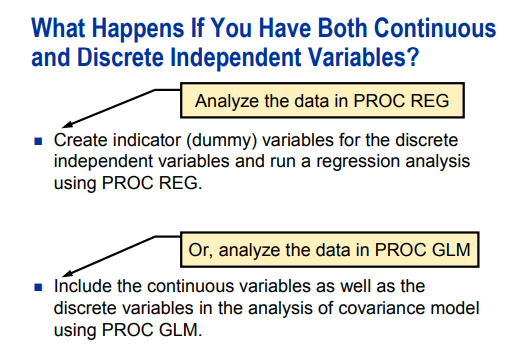 What Happens If You Have Both Continuous
and Discrete Independent Variables?
Analyze the data in PROC REG
Create indicator (dummy) variables for the discrete
independent variables and run a regression analysis
using PROC REG.
Or, analyze the data in PROC GLM
Include the continuous variables as well as the
discrete variables in the analysis of covariance model
using PROC GLM.